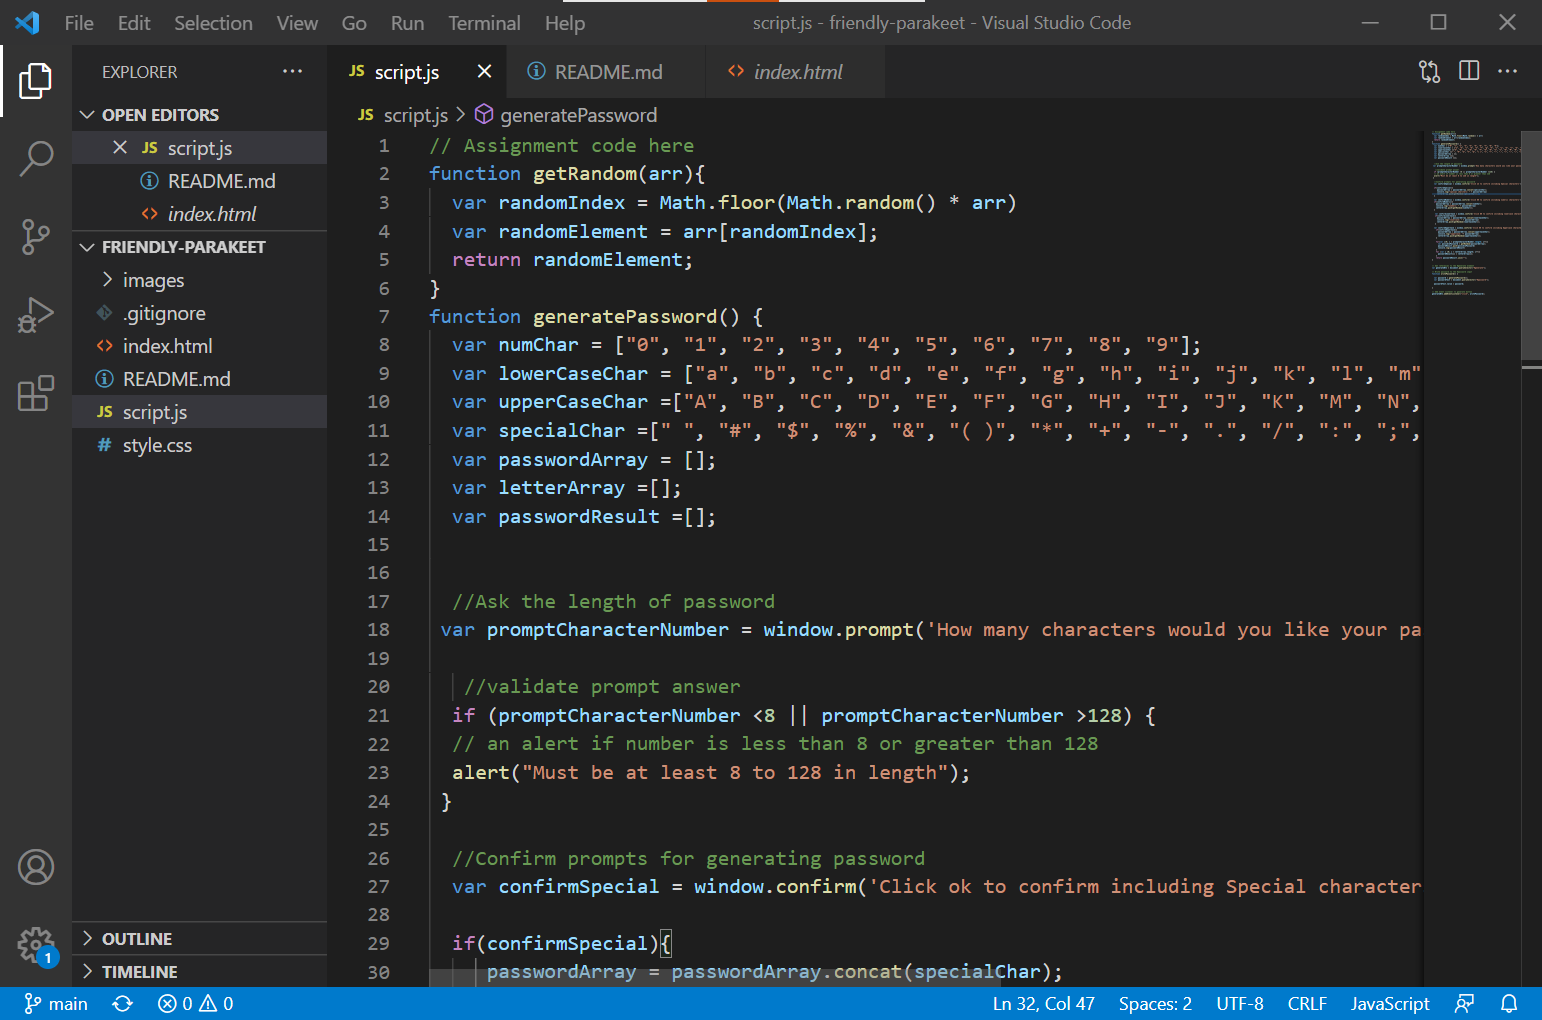 File Edit Selection View Go Run Terminal Help script.js - friendly-parakeet - Visual Studio Code
EXPLORER
OPEN EDITORS
JS script.js
README.md
index.html
FRIENDLY-PARAKEET
images
.gitignore
index.html
README.md
JS script.js
# style.css
OUTLINE
TIMELINE
1
JS script.js README.md index.html
JS script.js generatePassword
1 // Assignment code here
2 function getRandom(arr){
3 var randomIndex = Math.floor(Math.random() * arr)
4 var randomElement = arr[randomIndex];
5 return randomElement;
6 }
7 function generatePassword() {
8 var numChar = ["0", "1", "2", "3", "4", "5", "6", "7", "8", "9"];
9 var lowerCaseChar = ["a", "b", "c", "d", "e", "f", "g", "h", "i", "j", "k", "l", "m"
10 var upperCaseChar =["A", "B", "C", "D", "E", "F", "G", "H", "I", "J", "K", "M", "N",
11 var specialChar =[" ", "#", "$", "%", "&", "( )", "*", "+", "-", ".", "/", ":", ";",
12 var passwordArray = [];
13 var letterArray =[];
14 var passwordResult =[];
15
16
17 //Ask the length of password
18 var promptCharacterNumber = window.prompt('How many characters would you like your pa
19
20 //validate prompt answer
21 if (promptCharacterNumber <8 || promptCharacterNumber >128) {
22 // an alert if number is less than 8 or greater than 128
23 alert("Must be at least 8 to 128 in length");
24 }
25
26 //Confirm prompts for generating password
27 var confirmSpecial = window.confirm('Click ok to confirm including Special character
28
29 if(confirmSpecial){
30 passwordArray = passwordArray.concat(specialChar);
main 0 0 Ln 32, Col 47 Spaces: 2 UTF-8 CRLF JavaScript